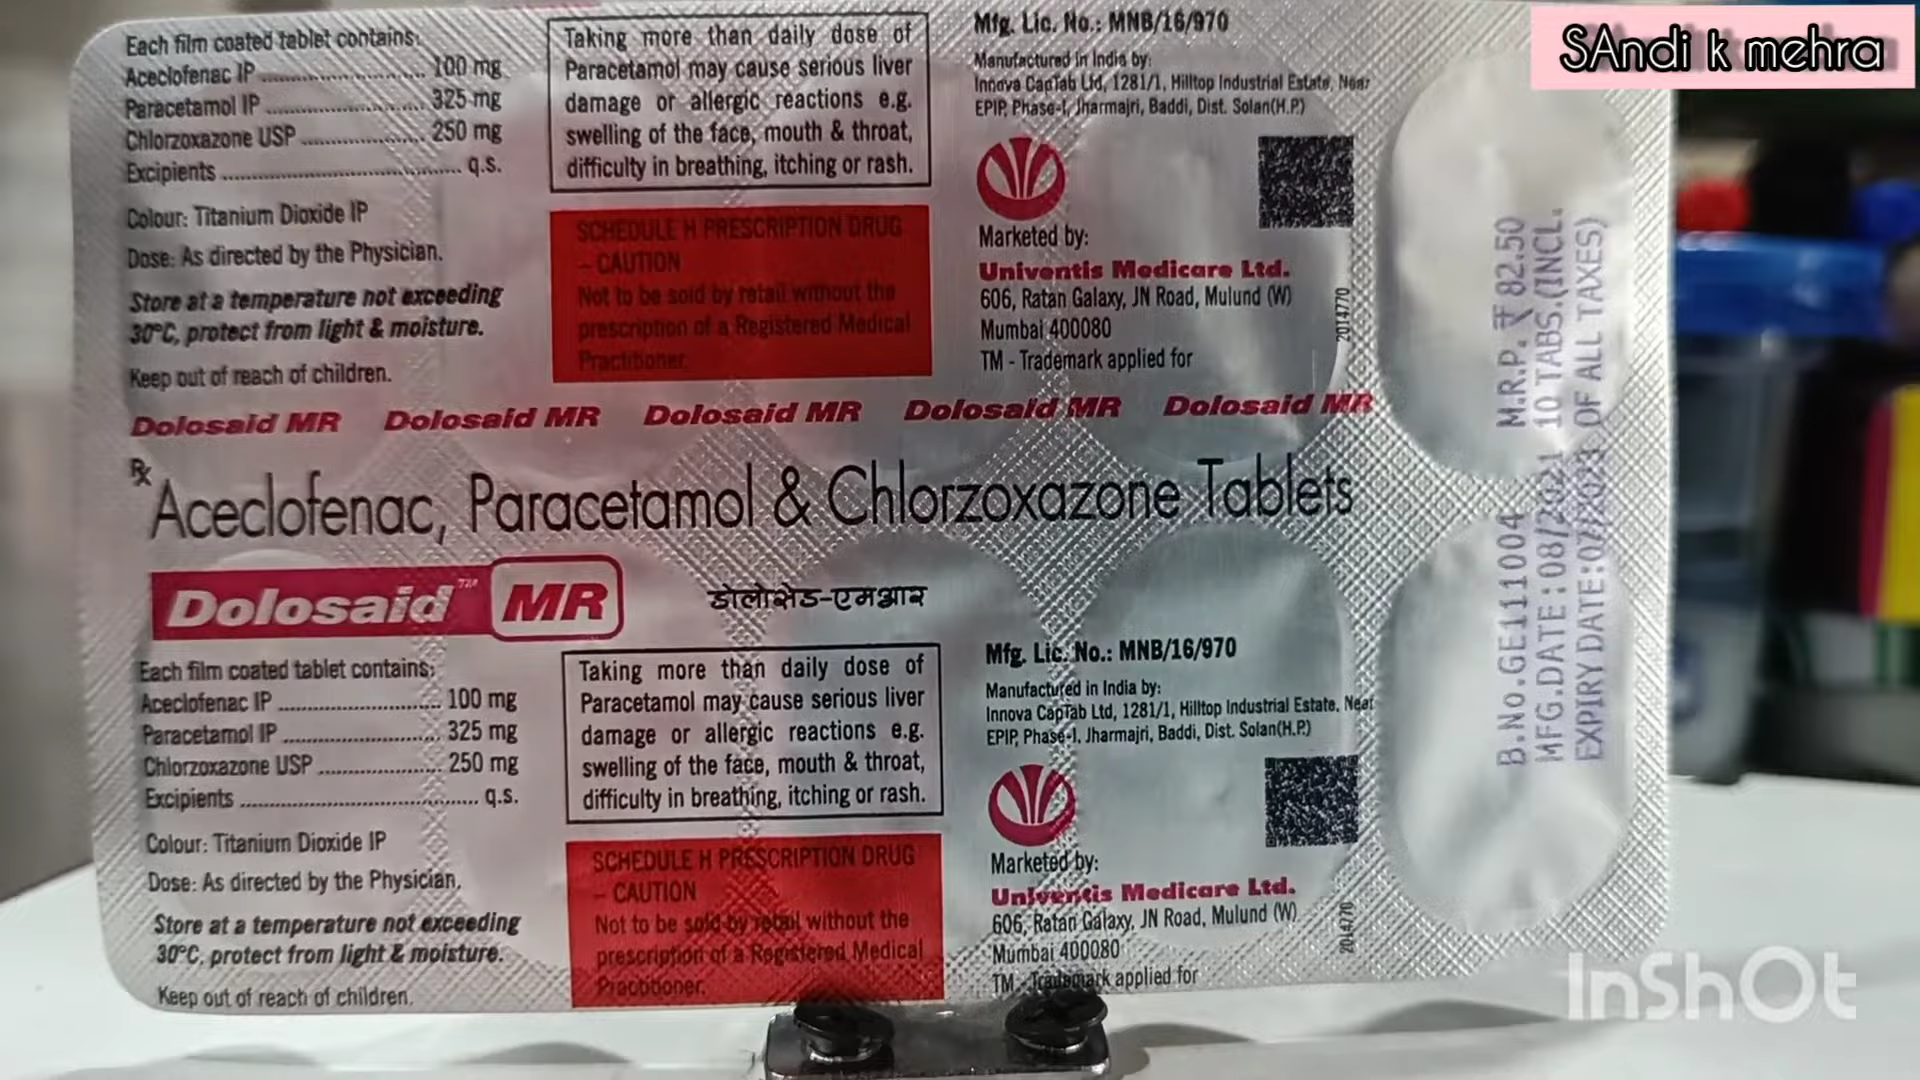 SAndi k mehra
Each film coated tablet contains:
Aceclofenac IP ............................ 100 mg
Paracetamol IP ........................... 325 mg
Chlorzoxazone USP ..................... 250 mg
Excipients ......................................... q.s.
Colour: Titanium Dioxide IP
Dose: As directed by the Physician.
Store at a temperature not exceeding
30°C, protect from light & moisture.
Keep out of reach of children.
Taking more than daily dose of
Paracetamol may cause serious liver
damage or allergic reactions e.g.
swelling of the face, mouth & throat,
difficulty in breathing, itching or rash.
SCHEDULE H PRESCRIPTION DRUG
– CAUTION
Not to be sold by retail without the
prescription of a Registered Medical
Practitioner.
Mfg. Lic. No.: MNB/16/970
Manufactured in India by:
Innova CapTab Ltd, 1281/1, Hilltop Industrial Estate, Near
EPIP, Phase-I, Jharmajri, Baddi, Dist. Solan(H.P.)
Marketed by:
Univentis Medicare Ltd.
606, Ratan Galaxy, JN Road, Mulund (W)
Mumbai 400080
TM - Trademark applied for
2014770
Dolosaid MR Dolosaid MR Dolosaid MR Dolosaid MR Dolosaid MR
Rx
Aceclofenac, Paracetamol & Chlorzoxazone Tablets
Dolosaid™ MR डोलोसेड-एमआर
Each film coated tablet contains:
Aceclofenac IP ............................ 100 mg
Paracetamol IP ........................... 325 mg
Chlorzoxazone USP ..................... 250 mg
Excipients ......................................... q.s.
Colour: Titanium Dioxide IP
Dose: As directed by the Physician.
Store at a temperature not exceeding
30°C, protect from light & moisture.
Keep out of reach of children.
Taking more than daily dose of
Paracetamol may cause serious liver
damage or allergic reactions e.g.
swelling of the face, mouth & throat,
difficulty in breathing, itching or rash.
SCHEDULE H PRESCRIPTION DRUG
– CAUTION
Not to be sold by retail without the
prescription of a Registered Medical
Practitioner.
Mfg. Lic. No.: MNB/16/970
Manufactured in India by:
Innova CapTab Ltd, 1281/1, Hilltop Industrial Estate, Near
EPIP, Phase-I, Jharmajri, Baddi, Dist. Solan(H.P.)
Marketed by:
Univentis Medicare Ltd.
606, Ratan Galaxy, JN Road, Mulund (W)
Mumbai 400080
TM - Trademark applied for
2014770
B.No.GE111004 M.R.P. ₹ 82.50
MFG.DATE:08/2021 10 TABS.(INCL.
EXPIRY DATE:07/2023 OF ALL TAXES)
InShOt